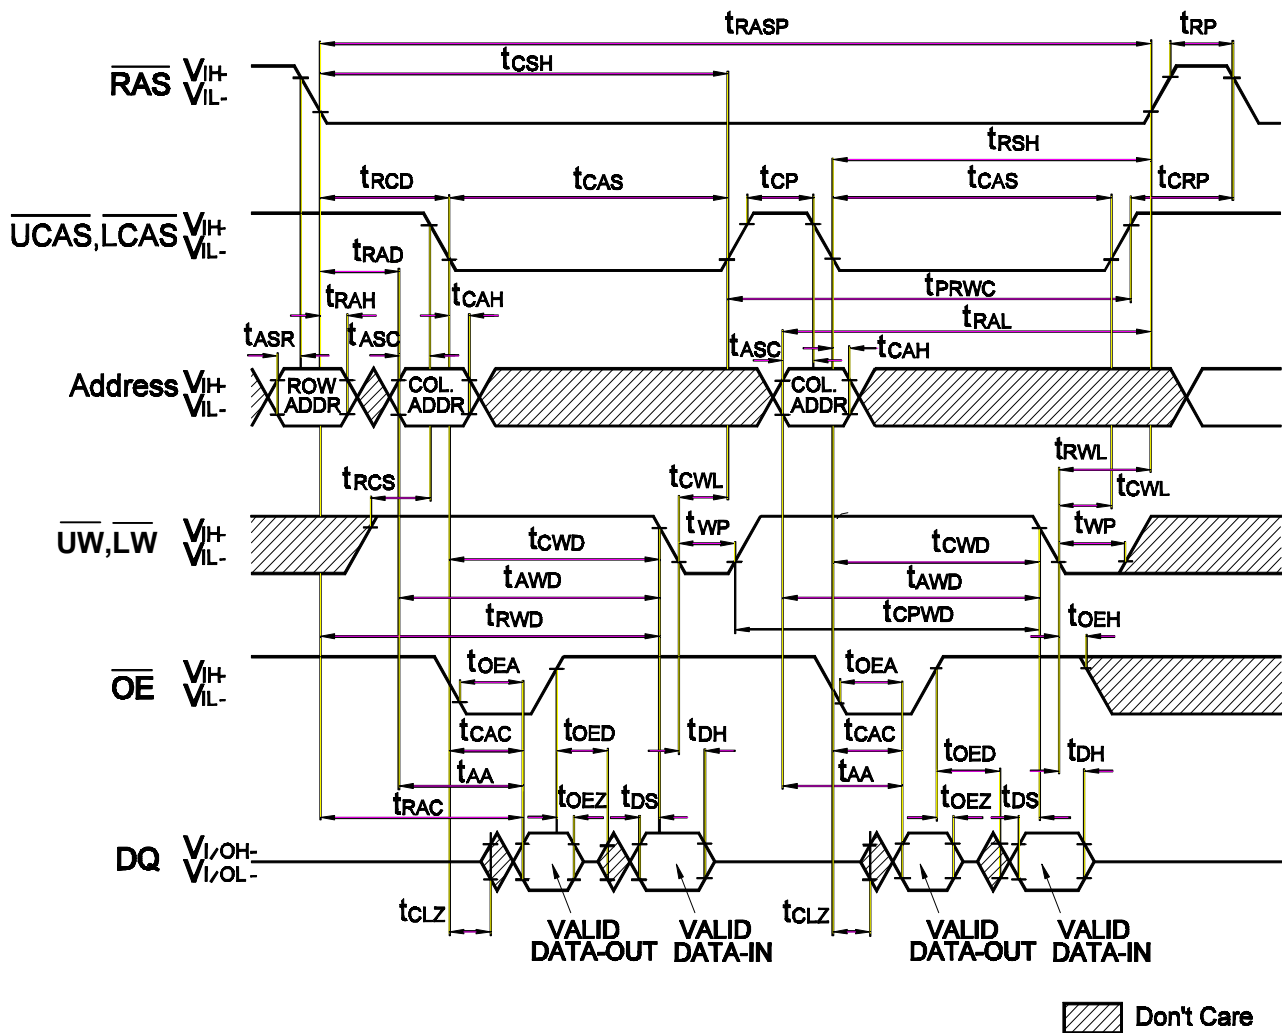 tRASP
tRP
RAS VIH-
VIL-
tCSH
tRSH
tRCD
tCAS
tCP
tCAS
tCRP
UCAS,LCAS VIH-
VIL-
tRAD
tPRWC
tRAH
tCAH
tRAL
tASR
tASC
tASC
tCAH
Address VIH-
VIL-
ROW
ADDR
COL.
ADDR
COL.
ADDR
tRCS
tCWL
tRWL
tCWL
UW,LW VIH-
VIL-
tWP
tWP
tCWD
tCWD
tAWD
tAWD
tRWD
tCPWD
tOEH
OE VIH-
VIL-
tOEA
tOEA
tCAC
tOED
tDH
tCAC
tOED
tDH
tAA
tAA
tRAC
tOEZ
tDS
tOEZ
tDS
DQ VI/OH-
VI/OL-
tCLZ
tCLZ
VALID
DATA-OUT
VALID
DATA-IN
VALID
DATA-OUT
VALID
DATA-IN
Don't Care